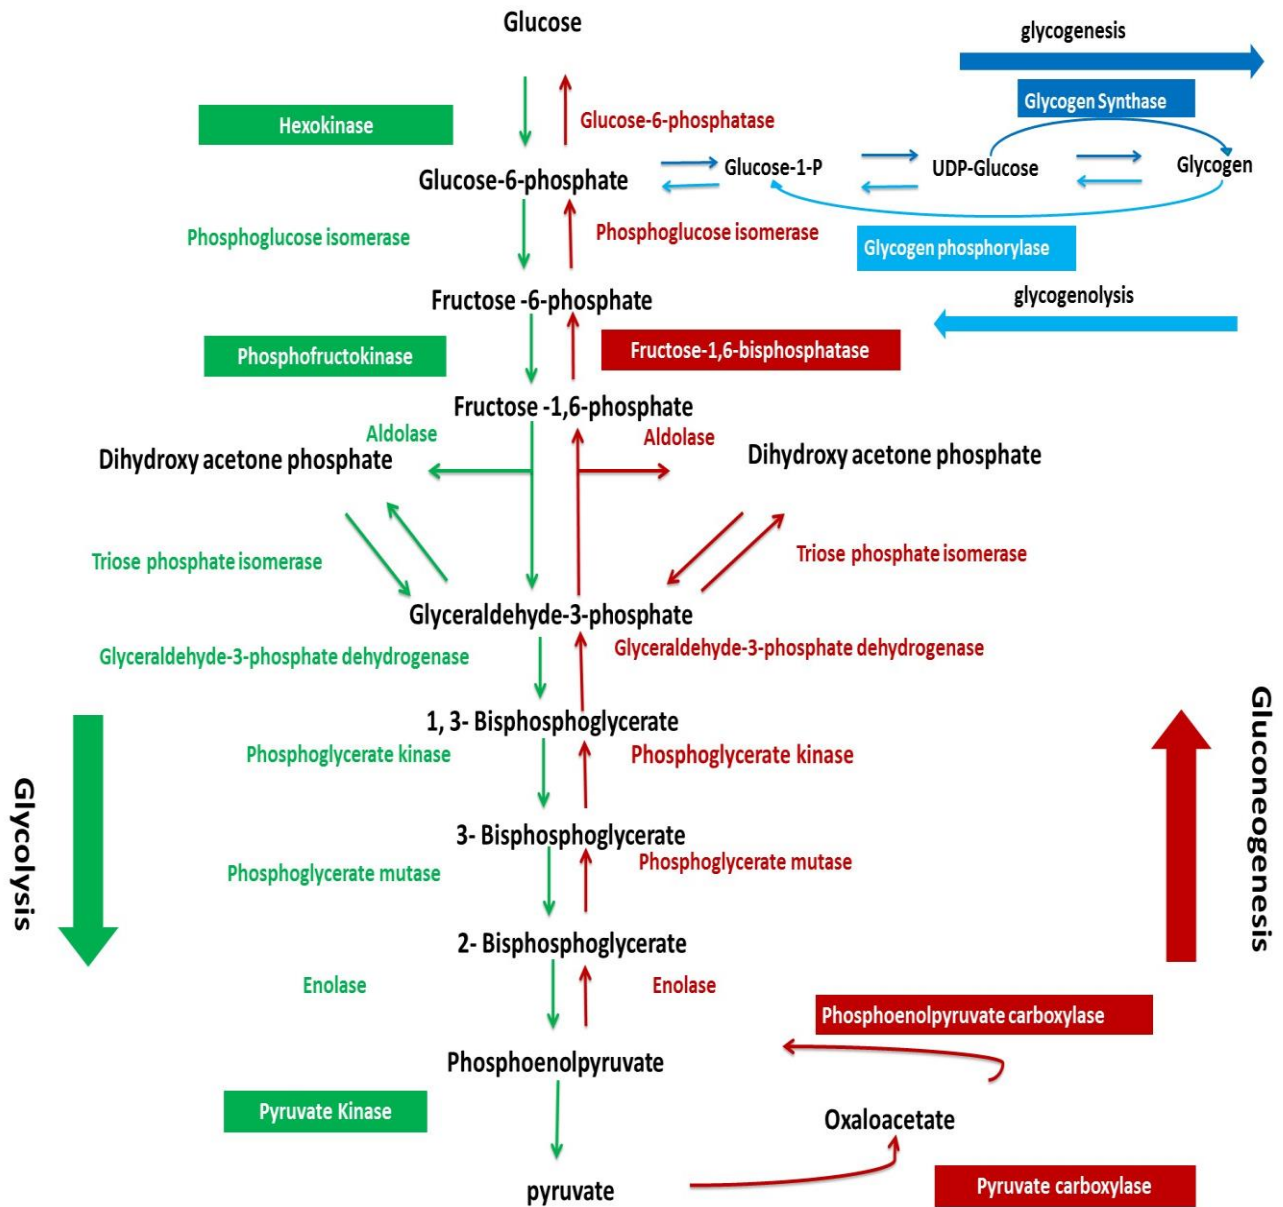 Glucose
glycogenesis
Glycogen Synthase
Hexokinase
Glucose-6-phosphatase
Glucose-6-phosphate
Glucose-1-P
UDP-Glucose
Glycogen
Phosphoglucose isomerase
Phosphoglucose isomerase
Glycogen phosphorylase
glycogenolysis
Fructose -6-phosphate
Phosphofructokinase
Fructose-1,6-bisphosphatase
Fructose -1,6-phosphate
Aldolase
Aldolase
Dihydroxy acetone phosphate
Dihydroxy acetone phosphate
Triose phosphate isomerase
Triose phosphate isomerase
Glyceraldehyde-3-phosphate
Glyceraldehyde-3-phosphate dehydrogenase
Glyceraldehyde-3-phosphate dehydrogenase
1, 3- Bisphosphoglycerate
Phosphoglycerate kinase
Phosphoglycerate kinase
Glycolysis
Gluconeogenesis
3- Bisphosphoglycerate
Phosphoglycerate mutase
Phosphoglycerate mutase
2- Bisphosphoglycerate
Enolase
Enolase
Phosphoenolpyruvate carboxylase
Phosphoenolpyruvate
Pyruvate Kinase
Oxaloacetate
pyruvate
Pyruvate carboxylase